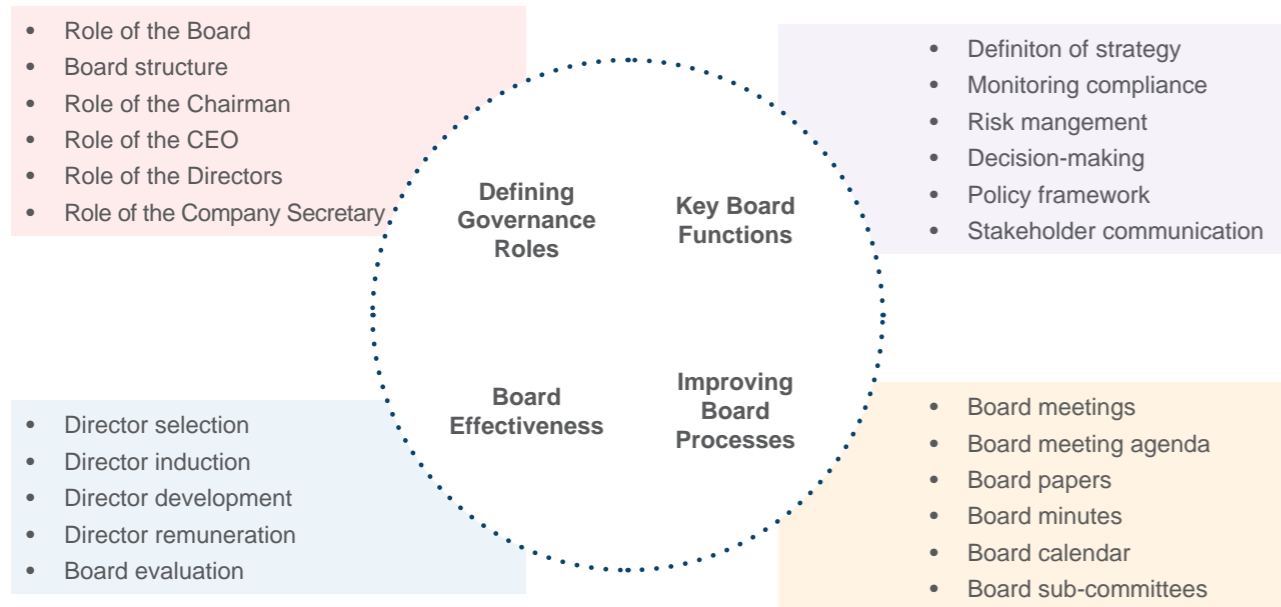 • Role of the Board
• Board structure
• Role of the Chairman
• Role of the CEO
• Role of the Directors
• Role of the Company Secretary
• Definiton of strategy
• Monitoring compliance
• Risk mangement
• Decision-making
• Policy framework
• Stakeholder communication
Defining
Governance
Roles
Key Board
Functions
Board
Effectiveness
Improving
Board
Processes
• Director selection
• Director induction
• Director development
• Director remuneration
• Board evaluation
• Board meetings
• Board meeting agenda
• Board papers
• Board minutes
• Board calendar
• Board sub-committees